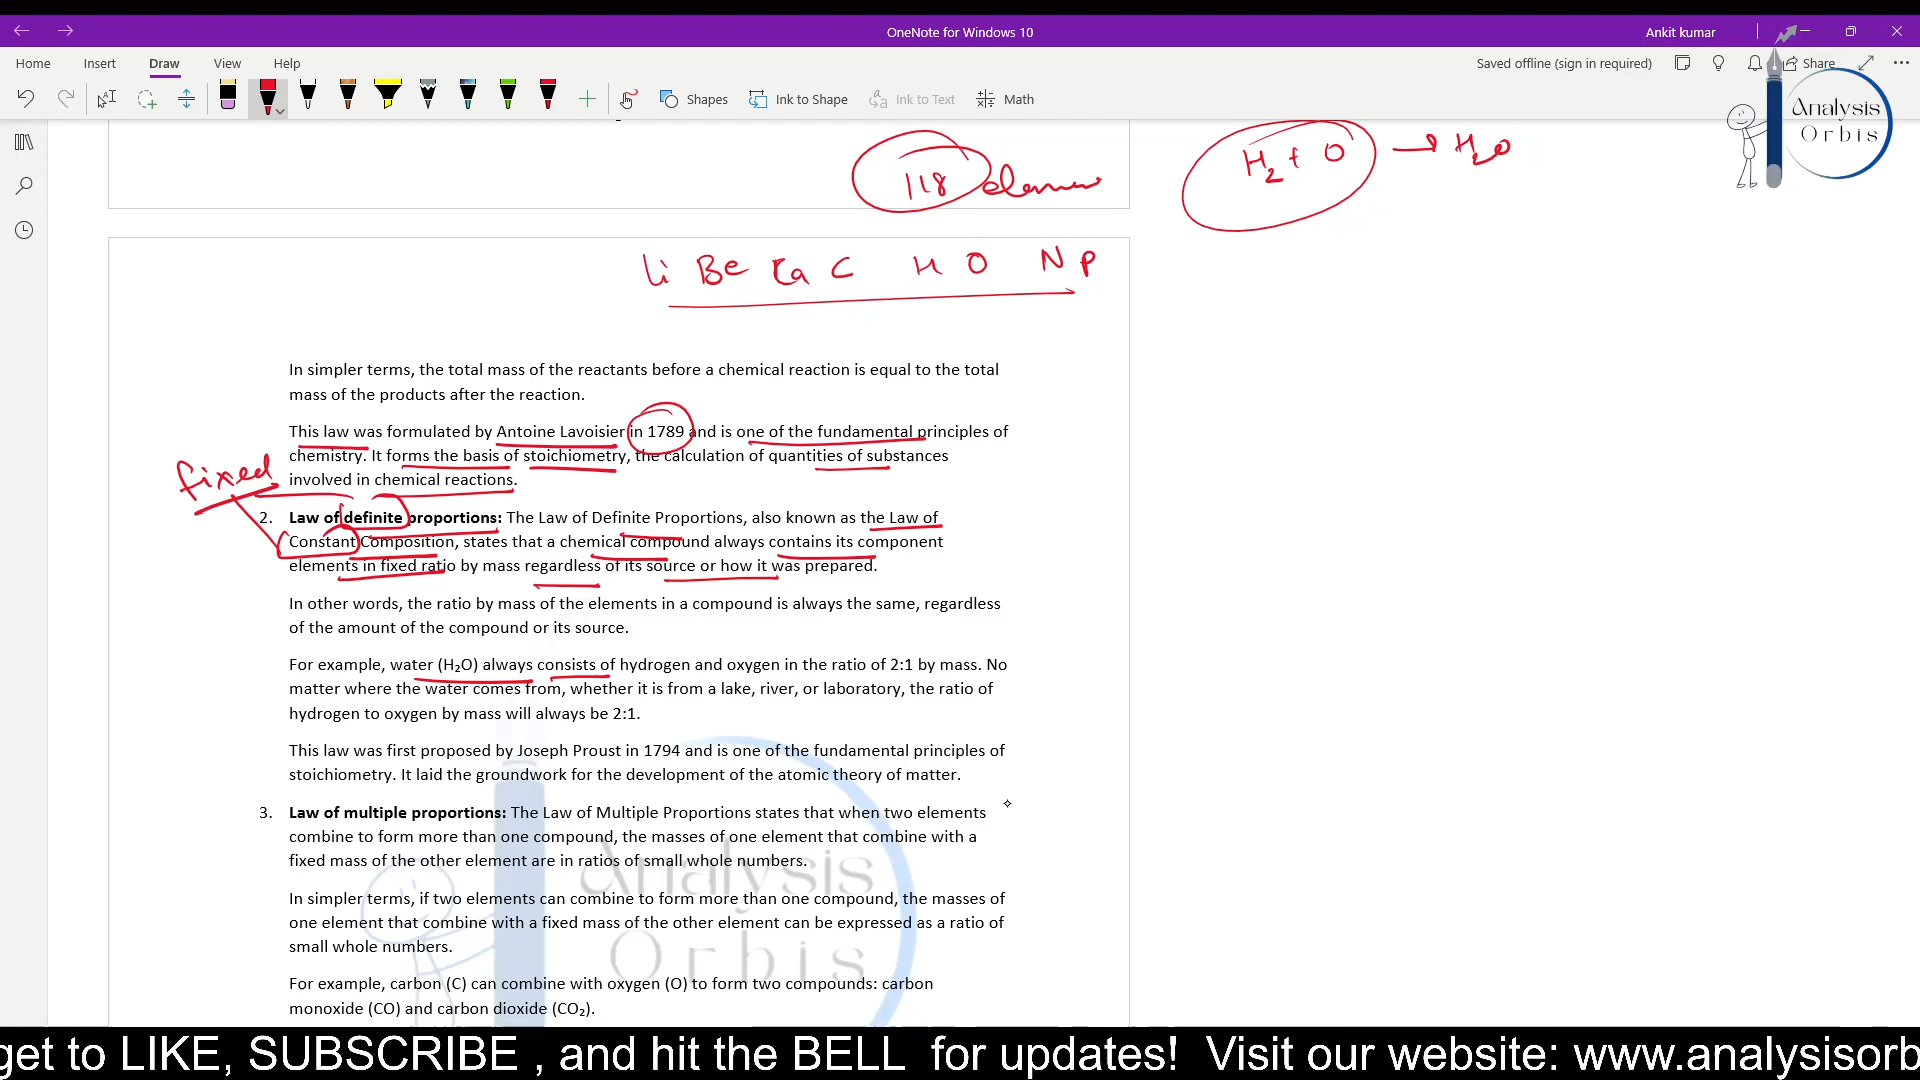 OneNote for Windows 10
Ankit kumar
Home Insert Draw View Help
Saved offline (sign in required)
Share
Shapes
Ink to Shape
Ink to Text
Math
Analysis
Orbis
118
H2 + O → H2O
Li Be Ca C H O N P
In simpler terms, the total mass of the reactants before a chemical reaction is equal to the total
mass of the products after the reaction.
This law was formulated by Antoine Lavoisier in 1789 and is one of the fundamental principles of
chemistry. It forms the basis of stoichiometry, the calculation of quantities of substances
involved in chemical reactions.
fixed
2. Law of definite proportions: The Law of Definite Proportions, also known as the Law of
Constant Composition, states that a chemical compound always contains its component
elements in fixed ratio by mass regardless of its source or how it was prepared.
In other words, the ratio by mass of the elements in a compound is always the same, regardless
of the amount of the compound or its source.
For example, water (H₂O) always consists of hydrogen and oxygen in the ratio of 2:1 by mass. No
matter where the water comes from, whether it is from a lake, river, or laboratory, the ratio of
hydrogen to oxygen by mass will always be 2:1.
This law was first proposed by Joseph Proust in 1794 and is one of the fundamental principles of
stoichiometry. It laid the groundwork for the development of the atomic theory of matter.
3. Law of multiple proportions: The Law of Multiple Proportions states that when two elements
combine to form more than one compound, the masses of one element that combine with a
fixed mass of the other element are in ratios of small whole numbers.
Analysis
In simpler terms, if two elements can combine to form more than one compound, the masses of
one element that combine with a fixed mass of the other element can be expressed as a ratio of
small whole numbers.
Orbis
For example, carbon (C) can combine with oxygen (O) to form two compounds: carbon
monoxide (CO) and carbon dioxide (CO₂).
get to LIKE, SUBSCRIBE , and hit the BELL for updates! Visit our website: www.analysisorb